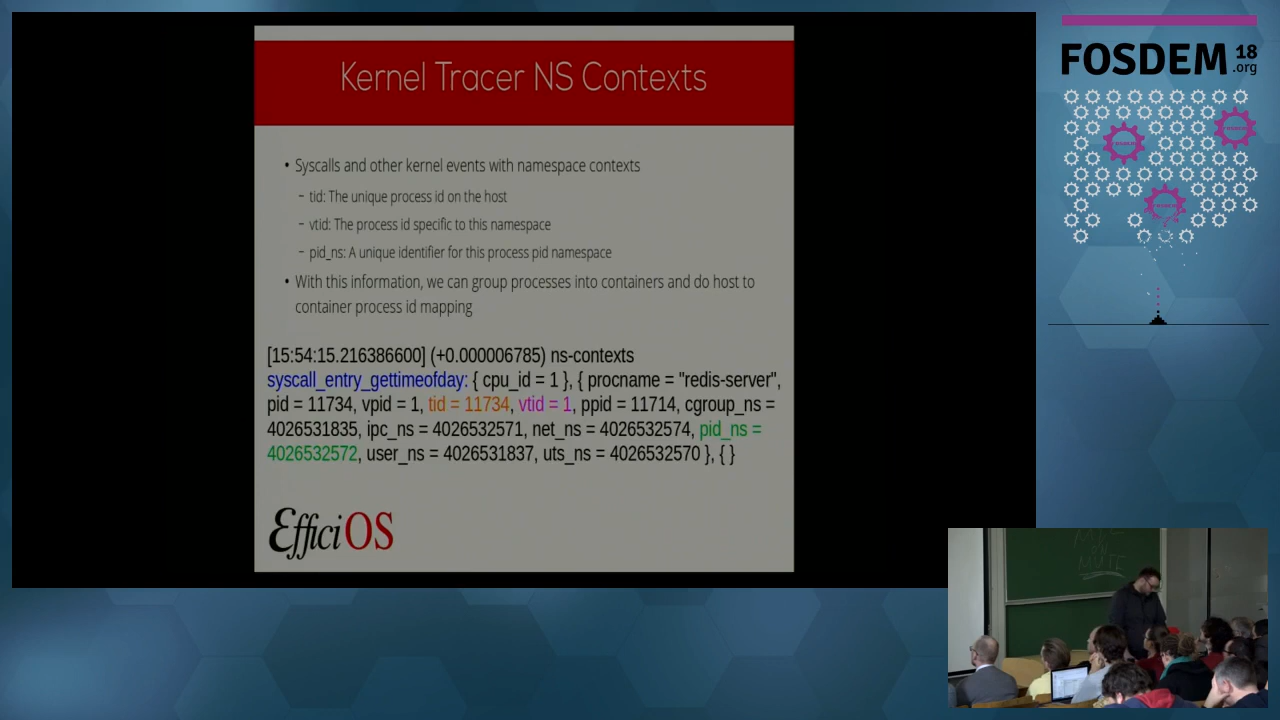 Kernel Tracer NS Contexts
• Syscalls and other kernel events with namespace contexts
– tid: The unique process id on the host
– vtid: The process id specific to this namespace
– pid_ns: A unique identifier for this process pid namespace
• With this information, we can group processes into containers and do host to
container process id mapping
[15:54:15.216386600] (+0.000006785) ns-contexts
syscall_entry_gettimeofday: { cpu_id = 1 }, { procname = "redis-server",
pid = 11734, vpid = 1, tid = 11734, vtid = 1, ppid = 11714, cgroup_ns =
4026531835, ipc_ns = 4026532571, net_ns = 4026532574, pid_ns =
4026532572, user_ns = 4026531837, uts_ns = 4026532570 }, { }
EfficiOS
FOSDEM 18
.org
MIC
ON
MUTE